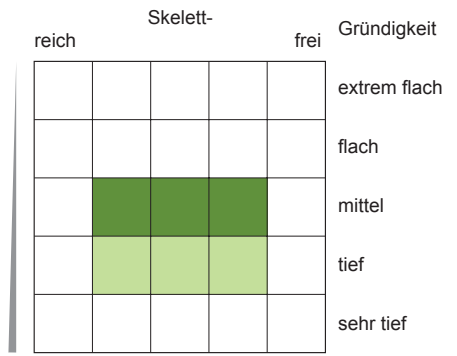 Skelett-
reich frei
Gründigkeit
extrem flach
flach
mittel
tief
sehr tief